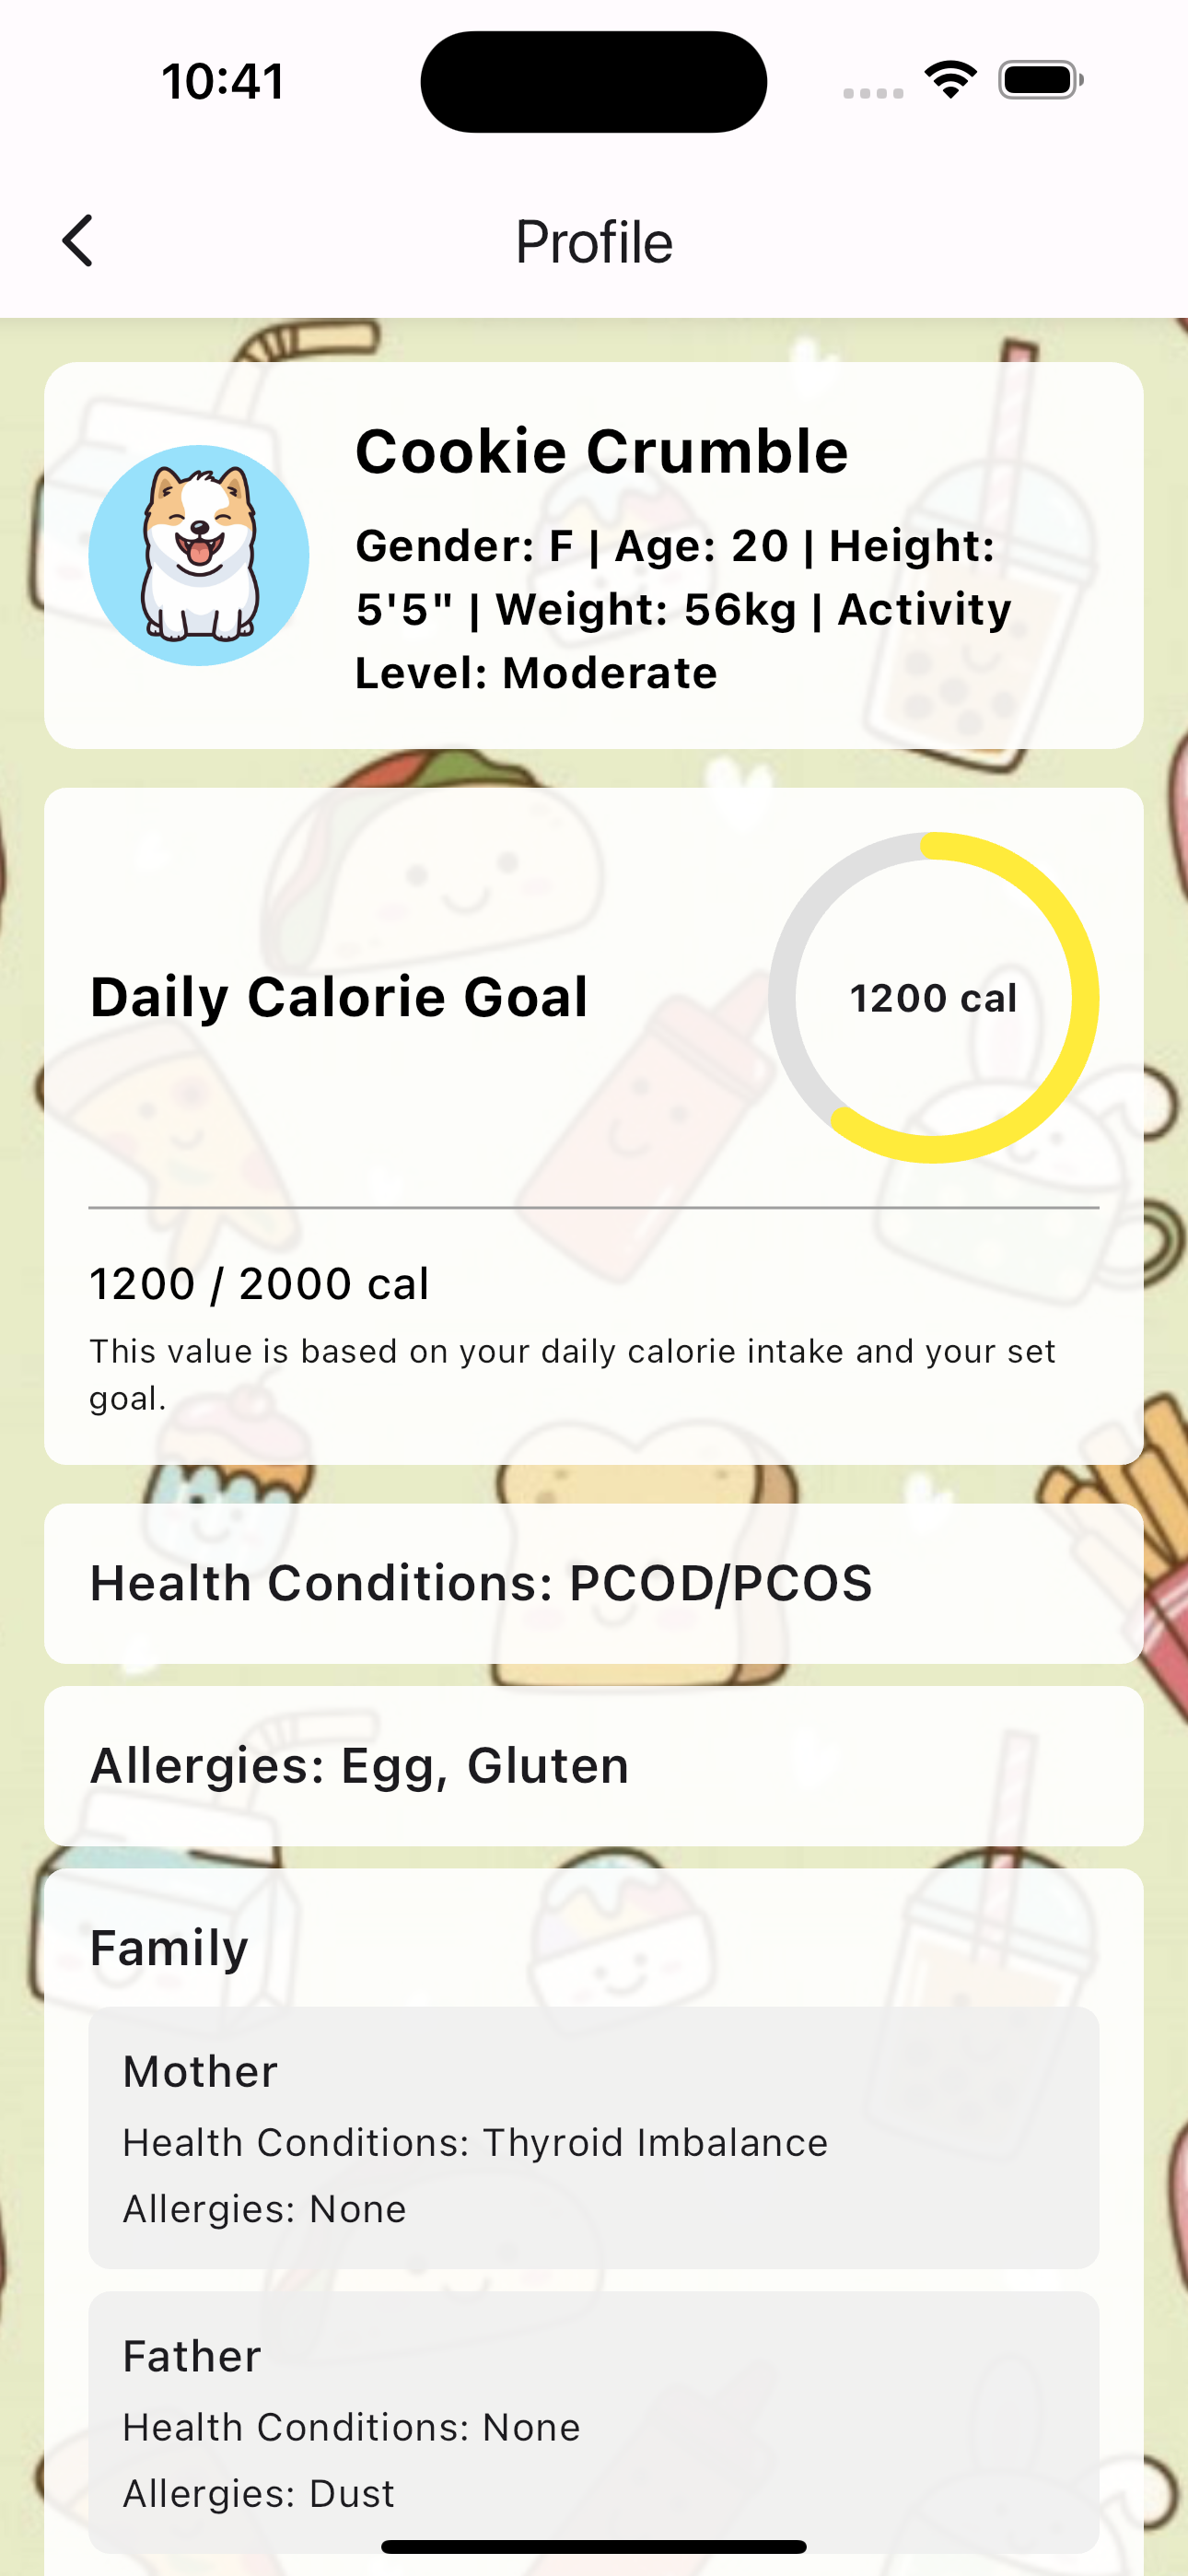 10:41
Profile
Cookie Crumble
Gender: F | Age: 20 | Height:
5'5" | Weight: 56kg | Activity
Level: Moderate
Daily Calorie Goal
1200 cal
1200 / 2000 cal
This value is based on your daily calorie intake and your set
goal.
Health Conditions: PCOD/PCOS
Allergies: Egg, Gluten
Family
Mother
Health Conditions: Thyroid Imbalance
Allergies: None
Father
Health Conditions: None
Allergies: Dust